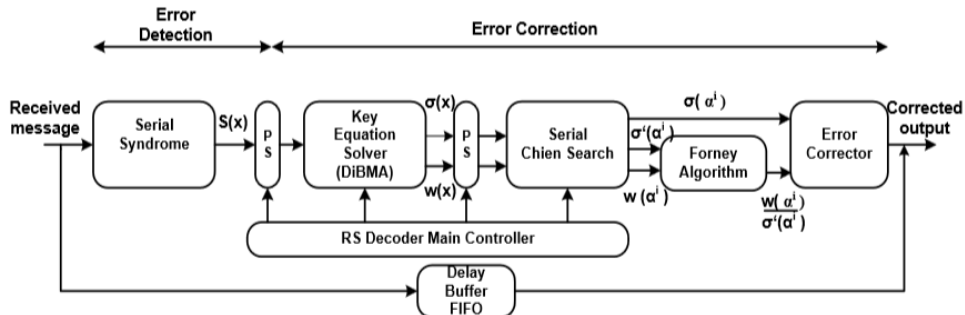 Error
Detection
Error Correction
Received
message
Serial
Syndrome
S(x)
P
S
Key
Equation
Solver
(DiBMA)
σ(x)
w(x)
P
S
Serial
Chien Search
σ( αⁱ)
σ'(αⁱ)
w (αⁱ)
Forney
Algorithm
w( αⁱ)
σ'(αⁱ)
Error
Corrector
Corrected
output
RS Decoder Main Controller
Delay
Buffer
FIFO